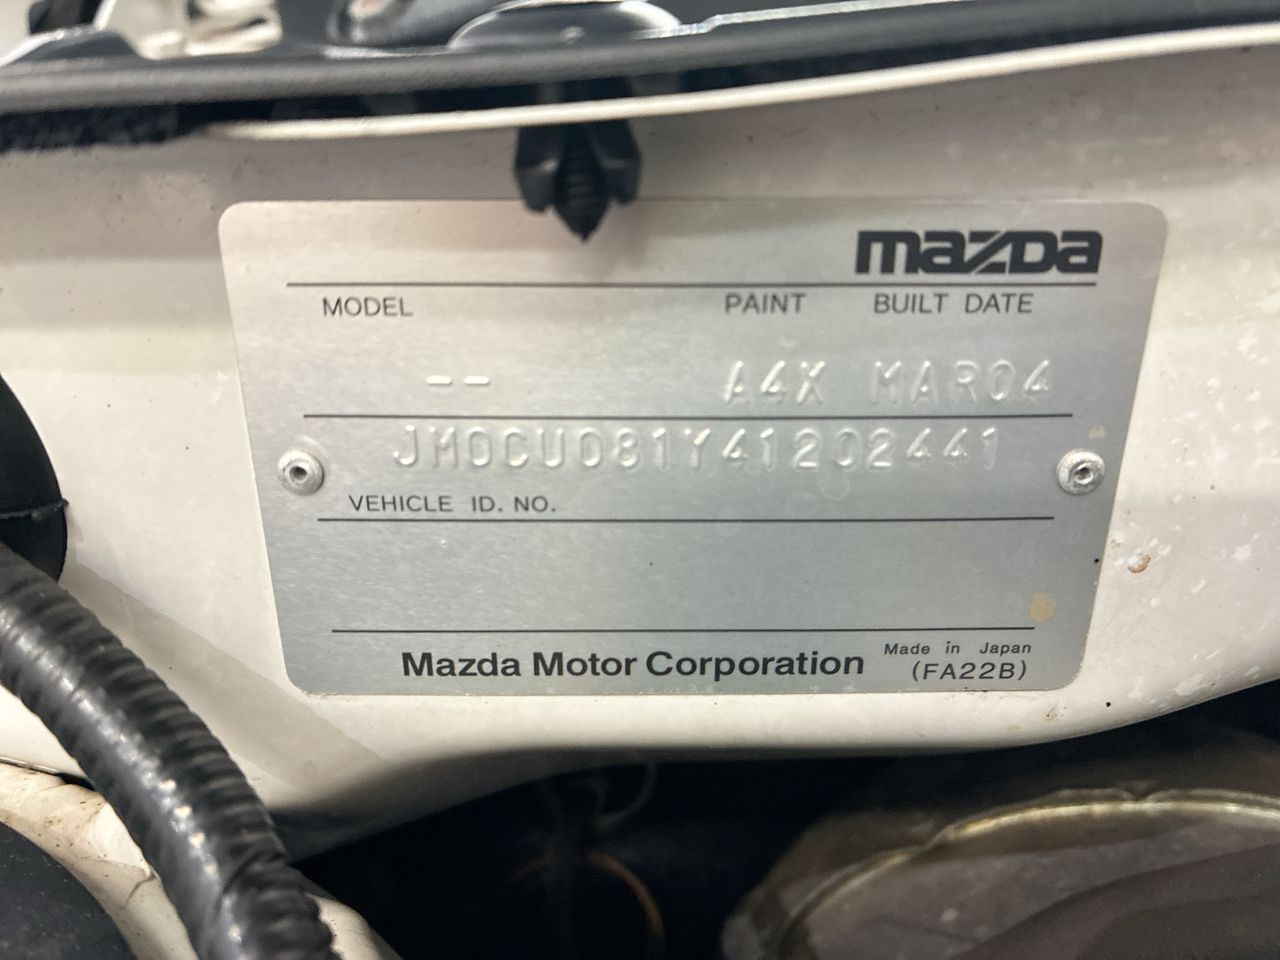 mazDa
MODEL PAINT BUILT DATE
-- A4X MAR04
JM0CU081Y41202441
VEHICLE ID. NO.
Mazda Motor Corporation
Made in Japan
(FA22B)